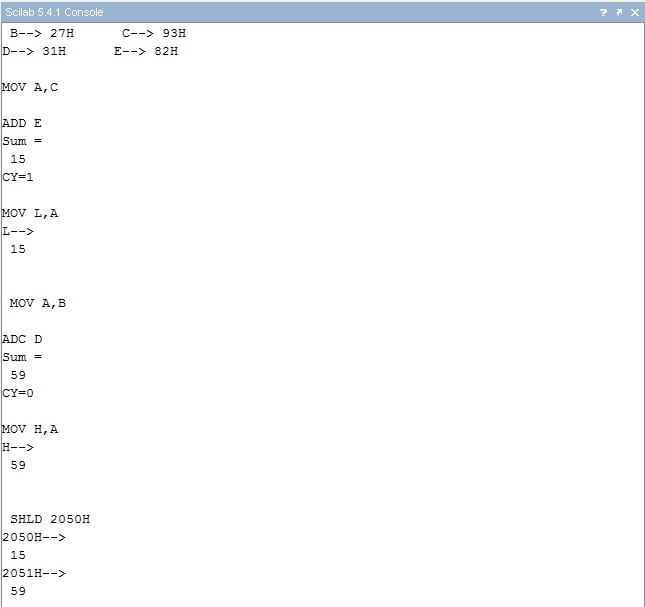 Scilab 5.4.1 Console
B--> 27H C--> 93H
D--> 31H E--> 82H
MOV A,C
ADD E
Sum =
15
CY=1
MOV L,A
L-->
15
MOV A,B
ADC D
Sum =
59
CY=0
MOV H,A
H-->
59
SHLD 2050H
2050H-->
15
2051H-->
59